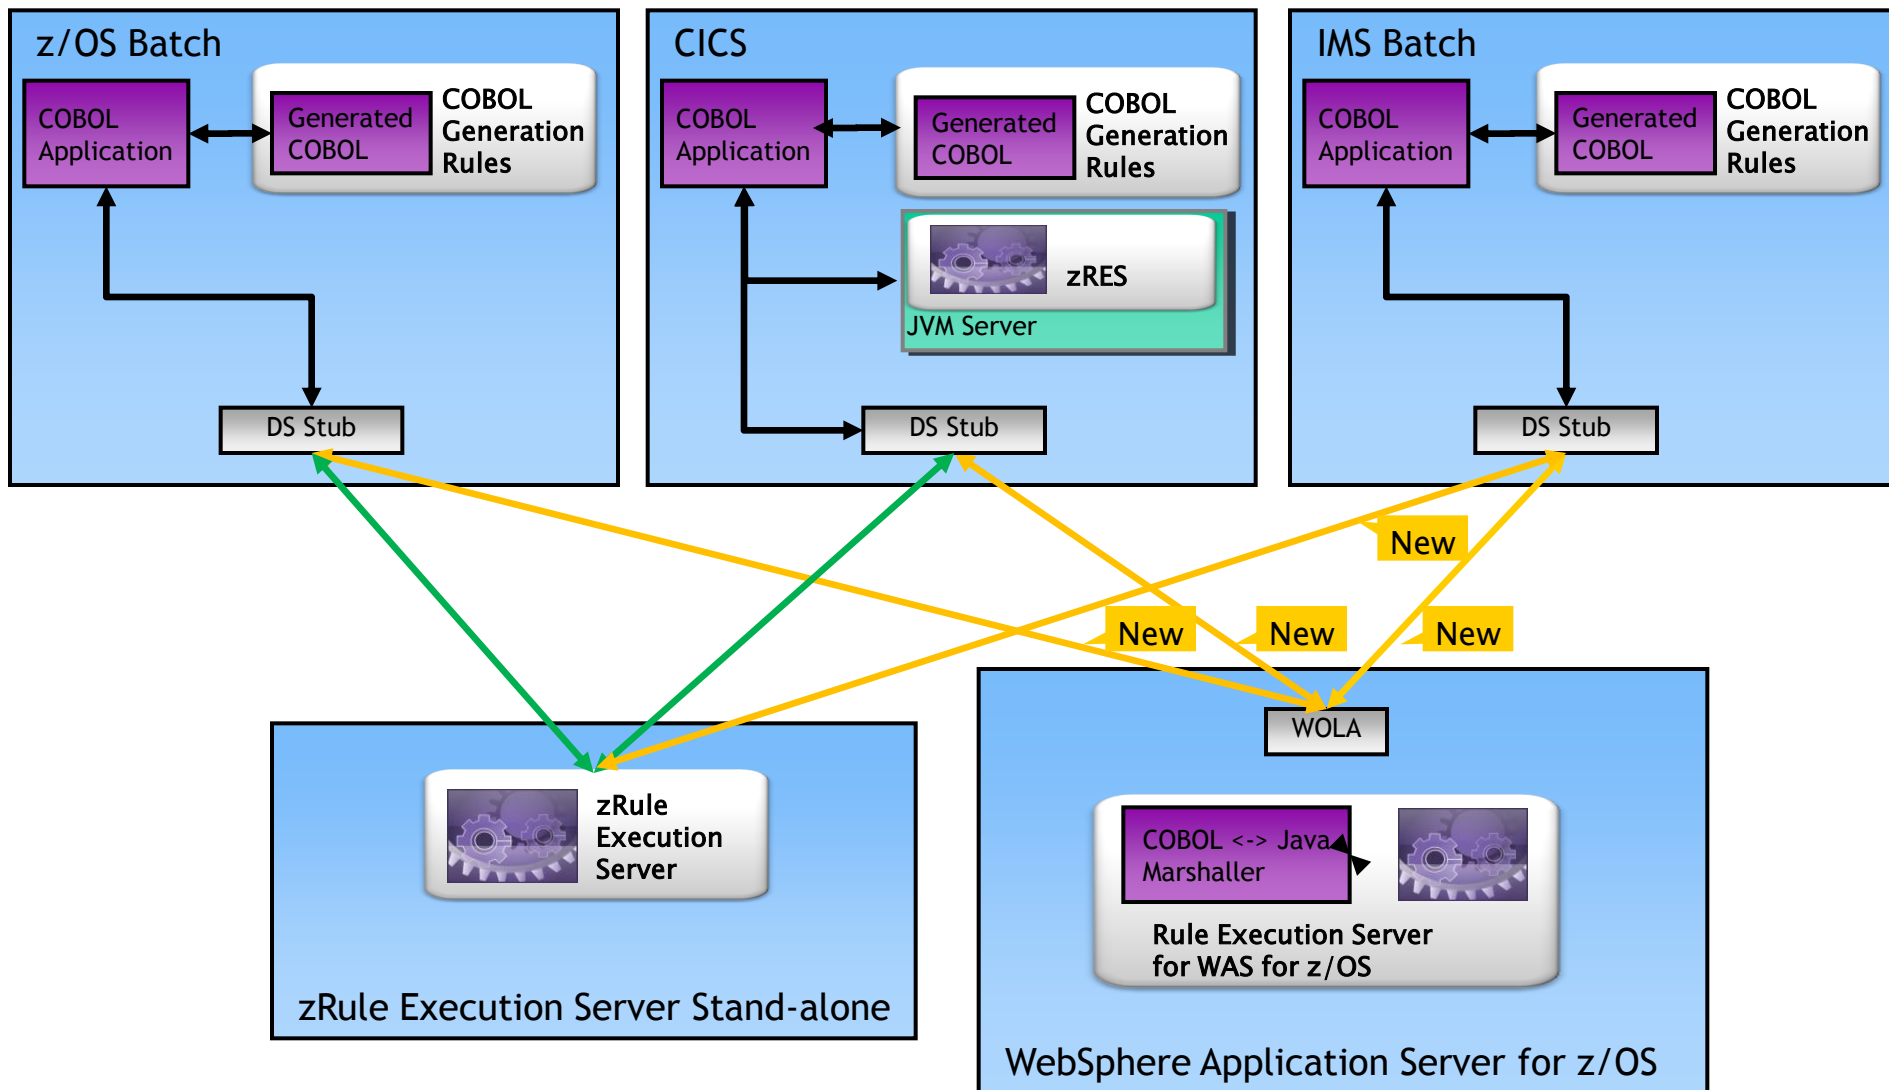 z/OS Batch
COBOL
Application
Generated
COBOL
COBOL
Generation
Rules
DS Stub
CICS
COBOL
Application
Generated
COBOL
COBOL
Generation
Rules
zRES
JVM Server
DS Stub
IMS Batch
COBOL
Application
Generated
COBOL
COBOL
Generation
Rules
DS Stub
New
New
New
New
zRule
Execution
Server
zRule Execution Server Stand-alone
WOLA
COBOL <-> Java
Marshaller
Rule Execution Server
for WAS for z/OS
WebSphere Application Server for z/OS